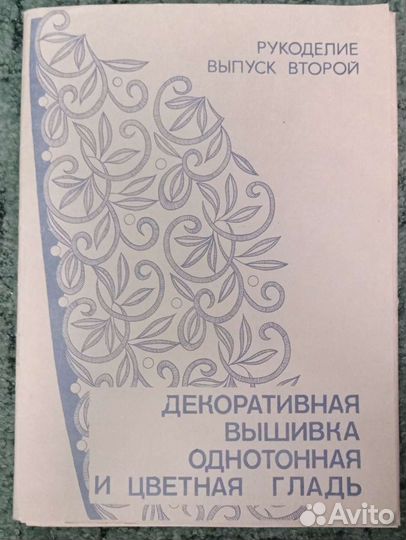 РУКОДЕЛИЕ
ВЫПУСК ВТОРОЙ
ДЕКОРАТИВНАЯ
ВЫШИВКА
ОДНОТОННАЯ
И ЦВЕТНАЯ ГЛАДЬ
Avito